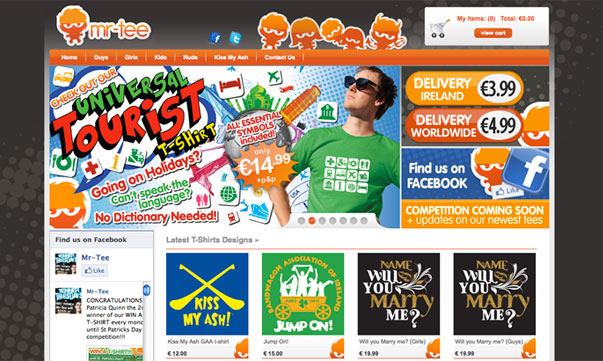 mr-tee
My Items: (0) Total: €0.00
view cart
Home Guys Girls Kids Rude Kiss My Ash Contact Us
CHECK OUT OUR
UNIVERSAL
TOURIST
T-SHIRT
ALL ESSENTIAL
SYMBOLS
included!
only
€14.99
+p&p
Going on Holidays?
Can't speak the
language?
No Dictionary Needed!
DELIVERY
IRELAND
€3.99
DELIVERY
WORLDWIDE
€4.99
Find us on
FACEBOOK
Like
COMPETITION COMING SOON
+ updates on our newest tees
Find us on Facebook
Mr-Tee
Like
Mr-Tee
CONGRATULATIONS
Patricia Quinn the 2
winner of our WIN A
T-SHIRT every mon
until St Patricks Day
competition!
WIN A T-SHIRT!!
Latest T-Shirts Designs »
KISS
MY ASH!
BANDWAGON ASSOCIATION OF IRELAND
JUMP ON!
NAME
WILL
YOU
MARRY
ME?
NAME
WILL
YOU
MARRY
ME?
Kiss My Ash GAA t-shirt
€ 12.00
Jump On!
€ 15.00
Will you Marry me? (Girls)
€ 19.99
Will you Marry me? (Guys)
€ 19.99